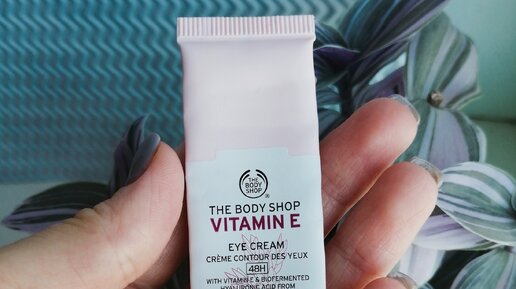 THE
BODY
SHOP
®
THE BODY SHOP
VITAMIN E
EYE CREAM
CRÈME CONTOUR DES YEUX
48H
WITH VITAMIN E & BIOFERMENTED
HYALURONIC ACID FROM